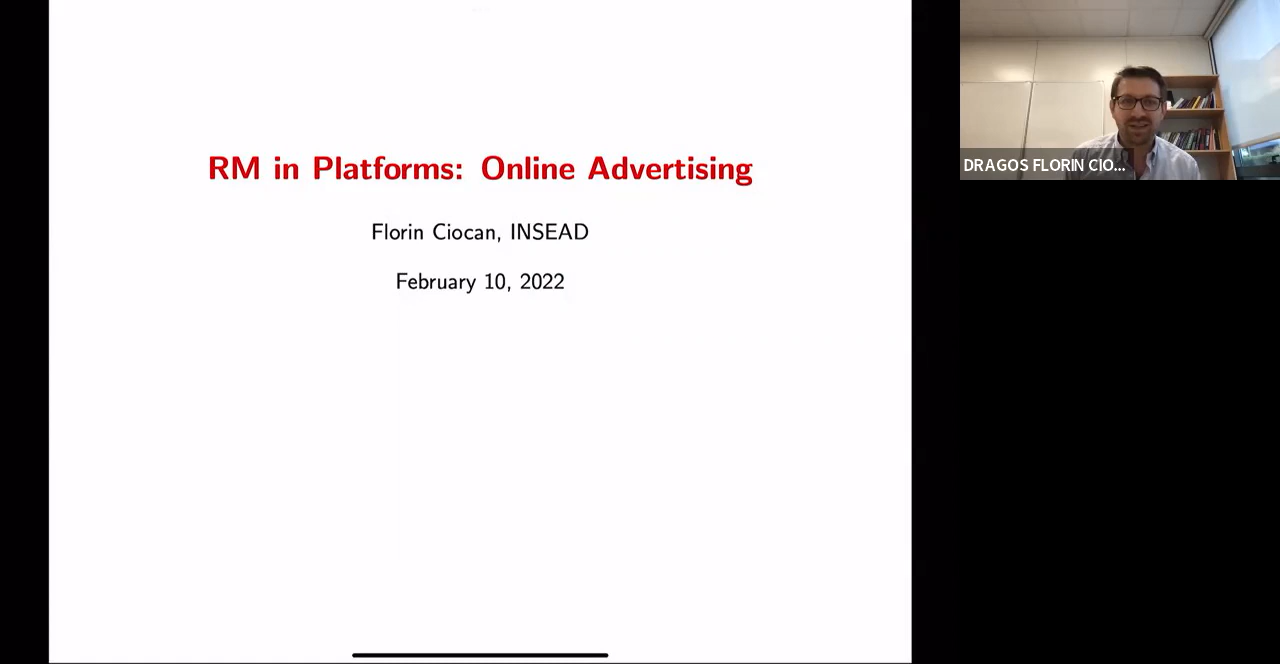 RM in Platforms: Online Advertising
Florin Ciocan, INSEAD
February 10, 2022
DRAGOS FLORIN CIO...